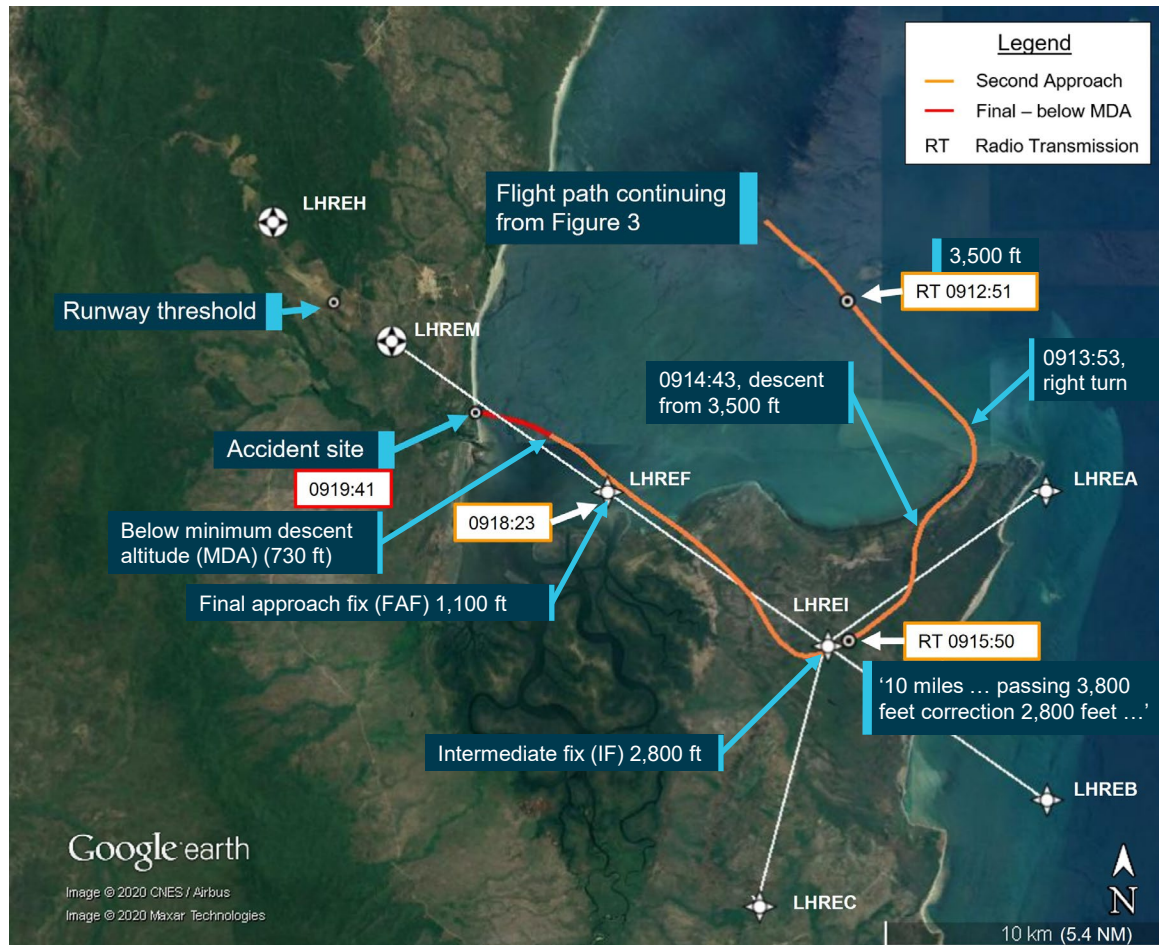 Legend
Second Approach
Final – below MDA
RT Radio Transmission
LHREH
Flight path continuing
from Figure 3
3,500 ft
RT 0912:51
Runway threshold
LHREM
0914:43, descent
from 3,500 ft
0913:53,
right turn
Accident site
0919:41
LHREF
LHREA
0918:23
Below minimum descent
altitude (MDA) (730 ft)
Final approach fix (FAF) 1,100 ft
LHREI
RT 0915:50
'10 miles … passing 3,800
feet correction 2,800 feet …'
Intermediate fix (IF) 2,800 ft
LHREB
Google earth
Image © 2020 CNES / Airbus
Image © 2020 Maxar Technologies
LHREC
N
10 km (5.4 NM)